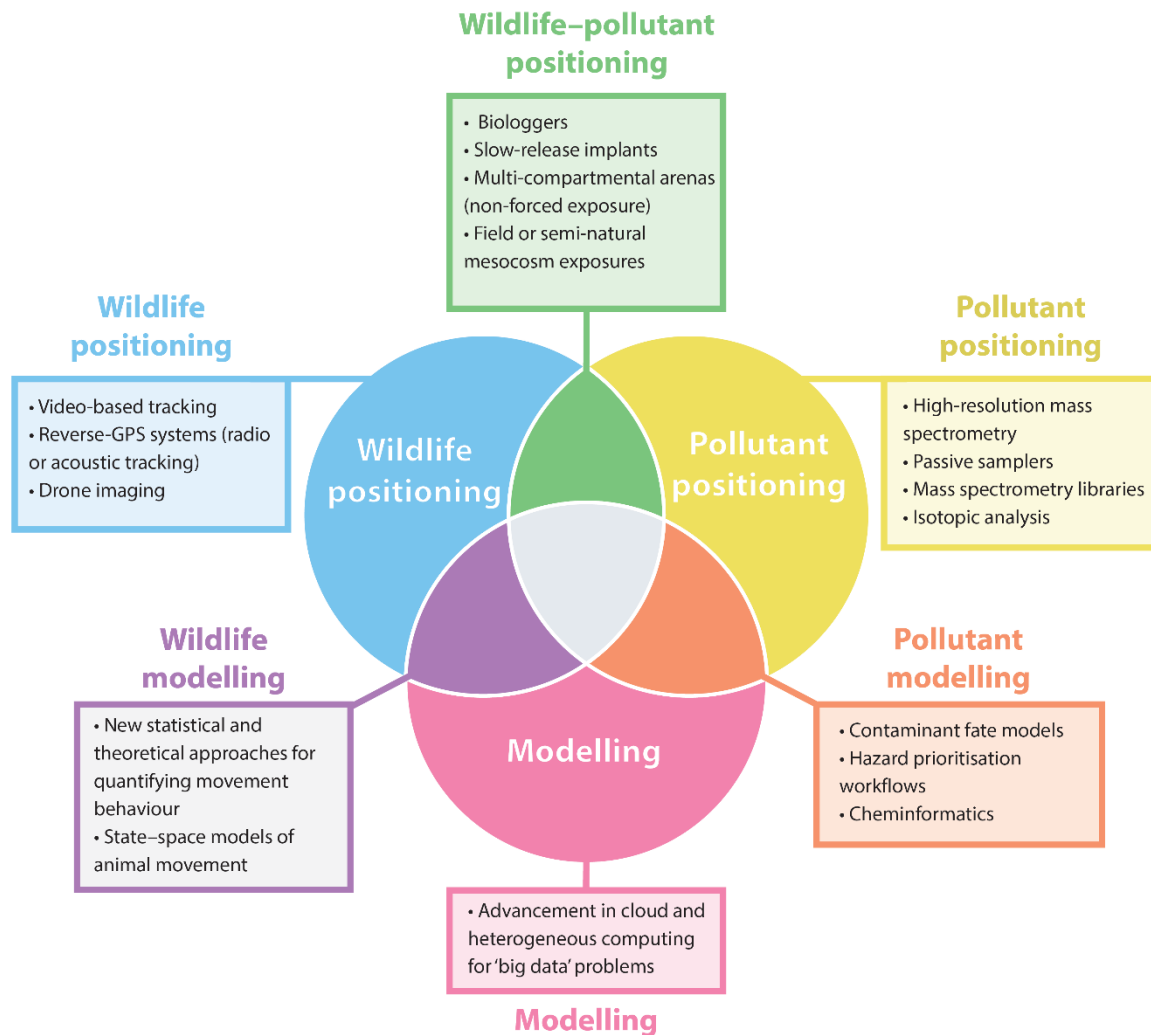 Wildlife–pollutant
positioning
• Biologgers
• Slow-release implants
• Multi-compartmental arenas
(non-forced exposure)
• Field or semi-natural
mesocosm exposures
Wildlife
positioning
• Video-based tracking
• Reverse-GPS systems (radio
or acoustic tracking)
• Drone imaging
Pollutant
positioning
• High-resolution mass
spectrometry
• Passive samplers
• Mass spectrometry libraries
• Isotopic analysis
Wildlife
positioning
Pollutant
positioning
Modelling
Wildlife
modelling
• New statistical and
theoretical approaches for
quantifying movement
behaviour
• State–space models of
animal movement
Pollutant
modelling
• Contaminant fate models
• Hazard prioritisation
workflows
• Cheminformatics
• Advancement in cloud and
heterogeneous computing
for ‘big data’ problems
Modelling